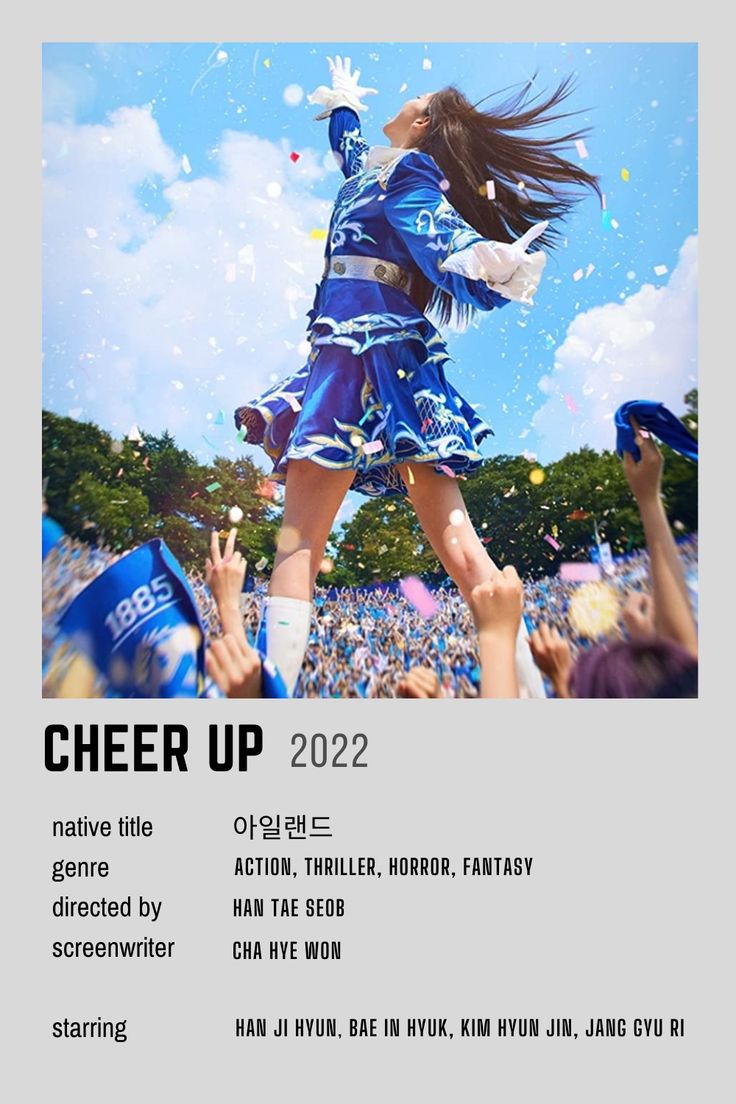 1885
CHEER UP 2022
native title 아일랜드
genre ACTION, THRILLER, HORROR, FANTASY
directed by HAN TAE SEOB
screenwriter CHA HYE WON
starring HAN JI HYUN, BAE IN HYUK, KIM HYUN JIN, JANG GYU RI